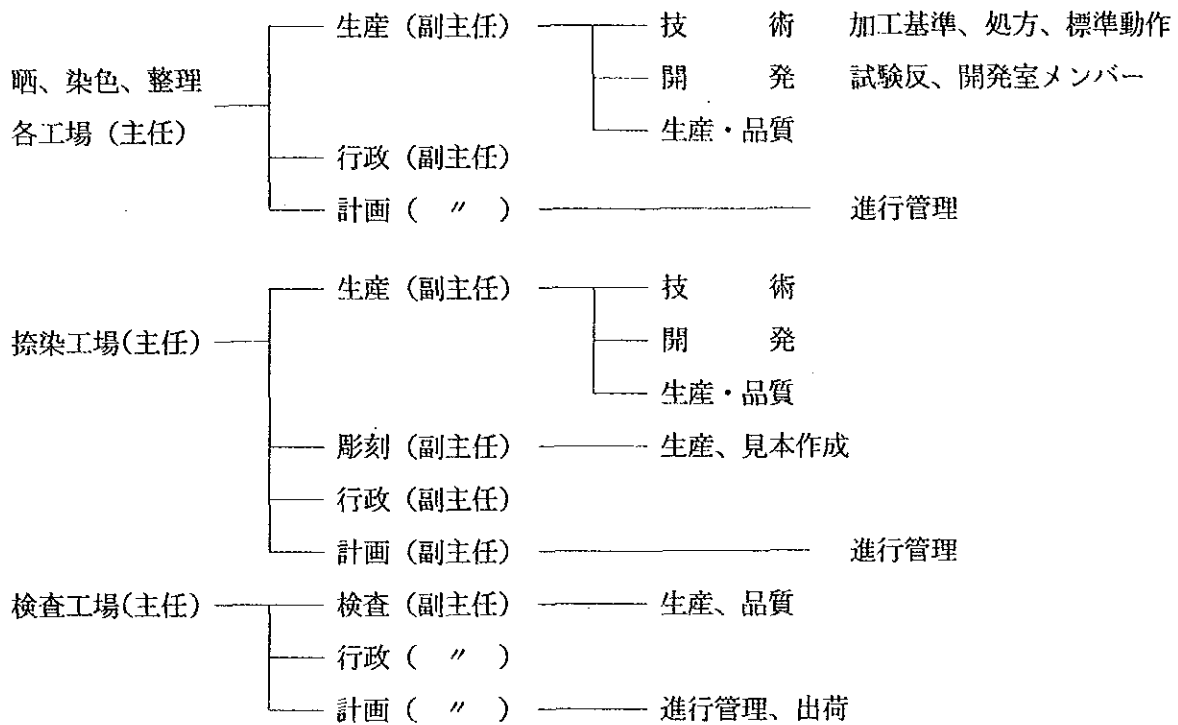 生産（副主任） 技 術 加工基準、処方、標準動作
晒、染色、整理 開 発 試験反、開発室メンバー
各工場（主任） 生産・品質
行政（副主任）
計画（ 〃 ） 進行管理
生産（副主任） 技 術
捺染工場(主任) 開 発
生産・品質
彫刻（副主任） 生産、見本作成
行政（副主任）
計画（副主任） 進行管理
検査工場(主任) 検査（副主任） 生産、品質
行政（ 〃 ）
計画（ 〃 ） 進行管理、出荷